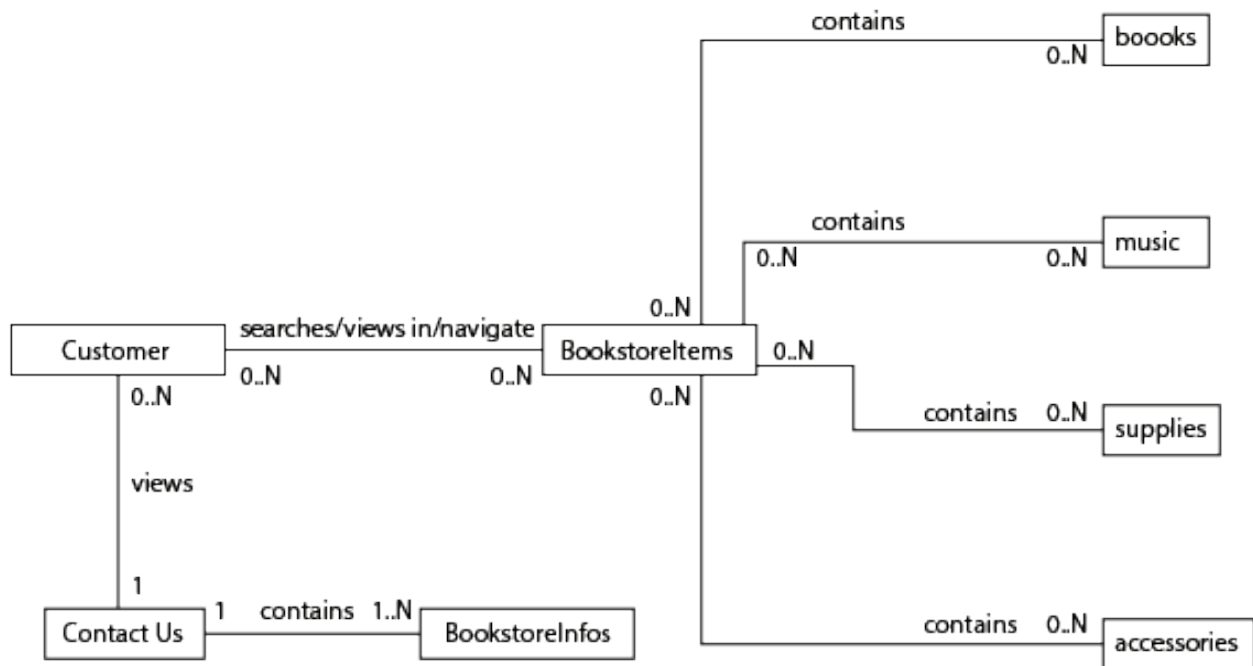 contains
boooks
0..N
contains
music
0..N
0..N
0..N
searches/views in/navigate
Customer
BookstoreItems
0..N
0..N
0..N
0..N
0..N
contains
0..N
supplies
views
1
1
contains
1..N
Contact Us
BookstoreInfos
contains
0..N
accessories